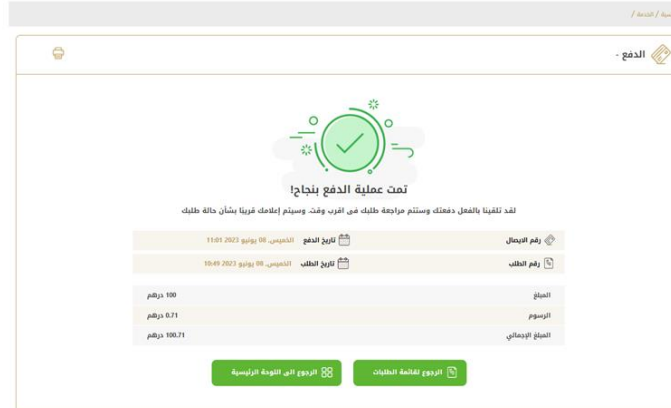 / الخدمة /
الدفع -
تمت عملية الدفع بنجاح!
لقد تلقينا بالفعل دفعتك وستتم مراجعة طلبك في اقرب وقت. وسيتم إعلامك قريبًا بشأن حالة طلبك
رقم الايصال تاريخ الدفع الخميس, 08 يونيو 2023 11:01
رقم الطلب تاريخ الطلب الخميس, 08 يونيو 2023 10:49
المبلغ 100 درهم
الرسوم 0.71 درهم
المبلغ الإجمالي 100.71 درهم
الرجوع لقائمة الطلبات الرجوع الى اللوحة الرئيسية